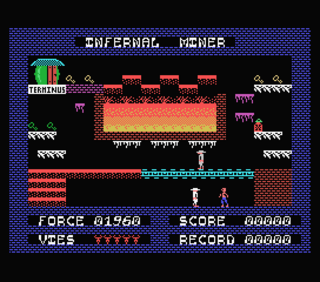 INFERNAL MINER
TERMINUS
FORCE 01960 SCORE 00000
VIES RECORD 00000